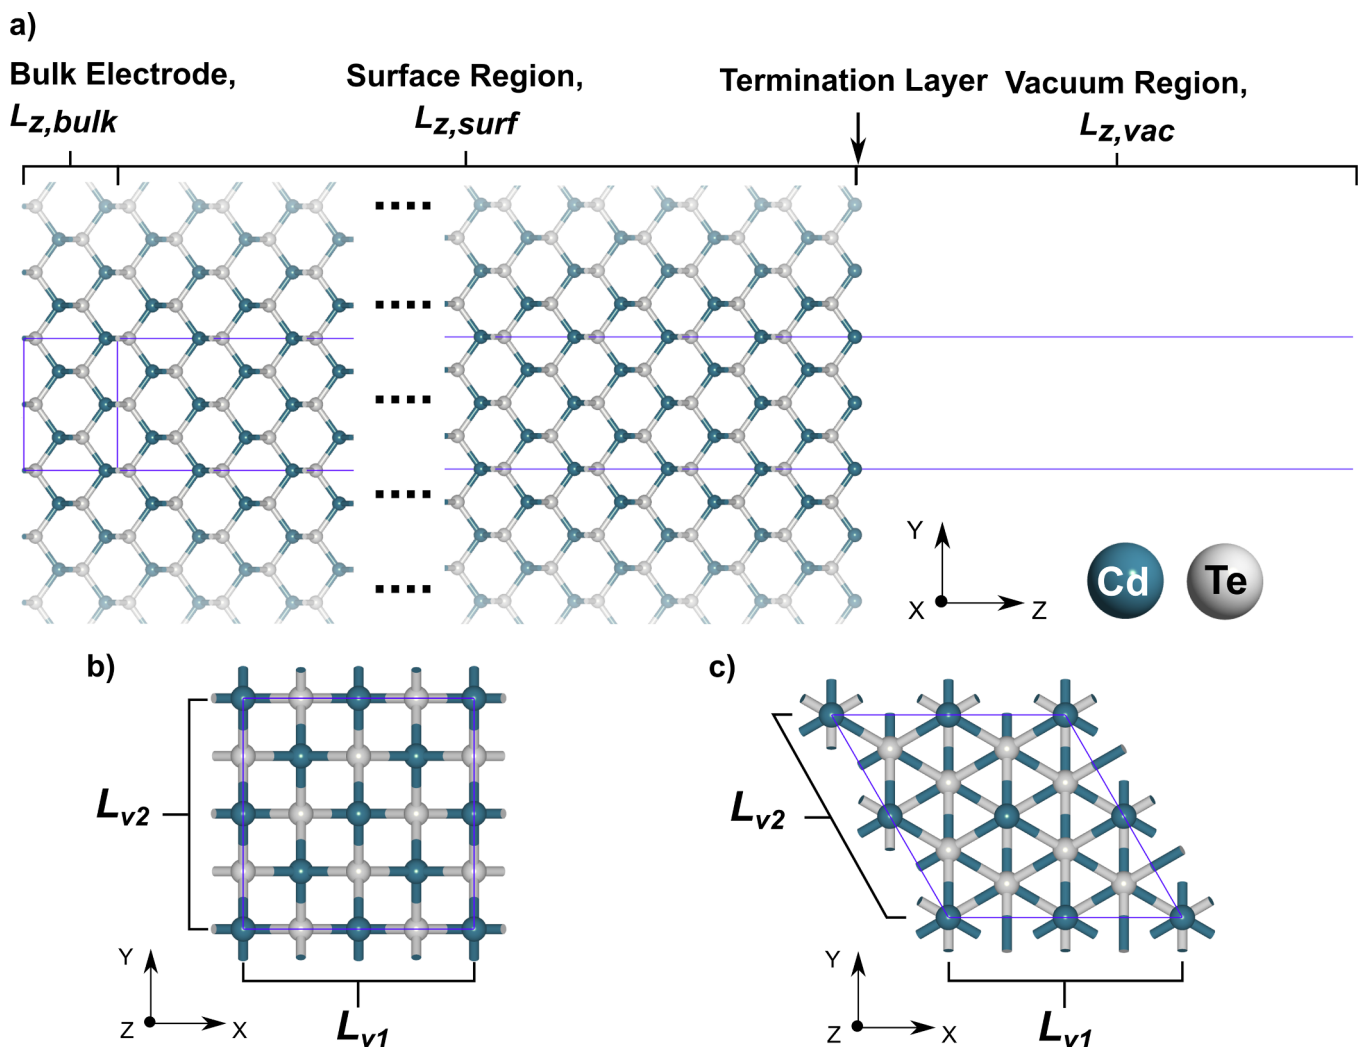 a)
Bulk Electrode,
Lz,bulk
Surface Region,
Lz,surf
Termination Layer
Vacuum Region,
Lz,vac
Y
X
Z
Cd
Te
b)
Lv2
Y
Z
X
Lv1
c)
Lv2
Y
Z
X
Lv1